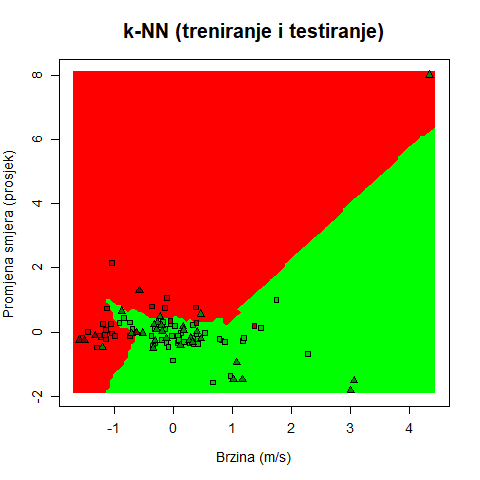 k-NN (treniranje i testiranje)
Promjena smjera (prosjek)
8
6
4
2
0
-2
-1 0 1 2 3 4
Brzina (m/s)